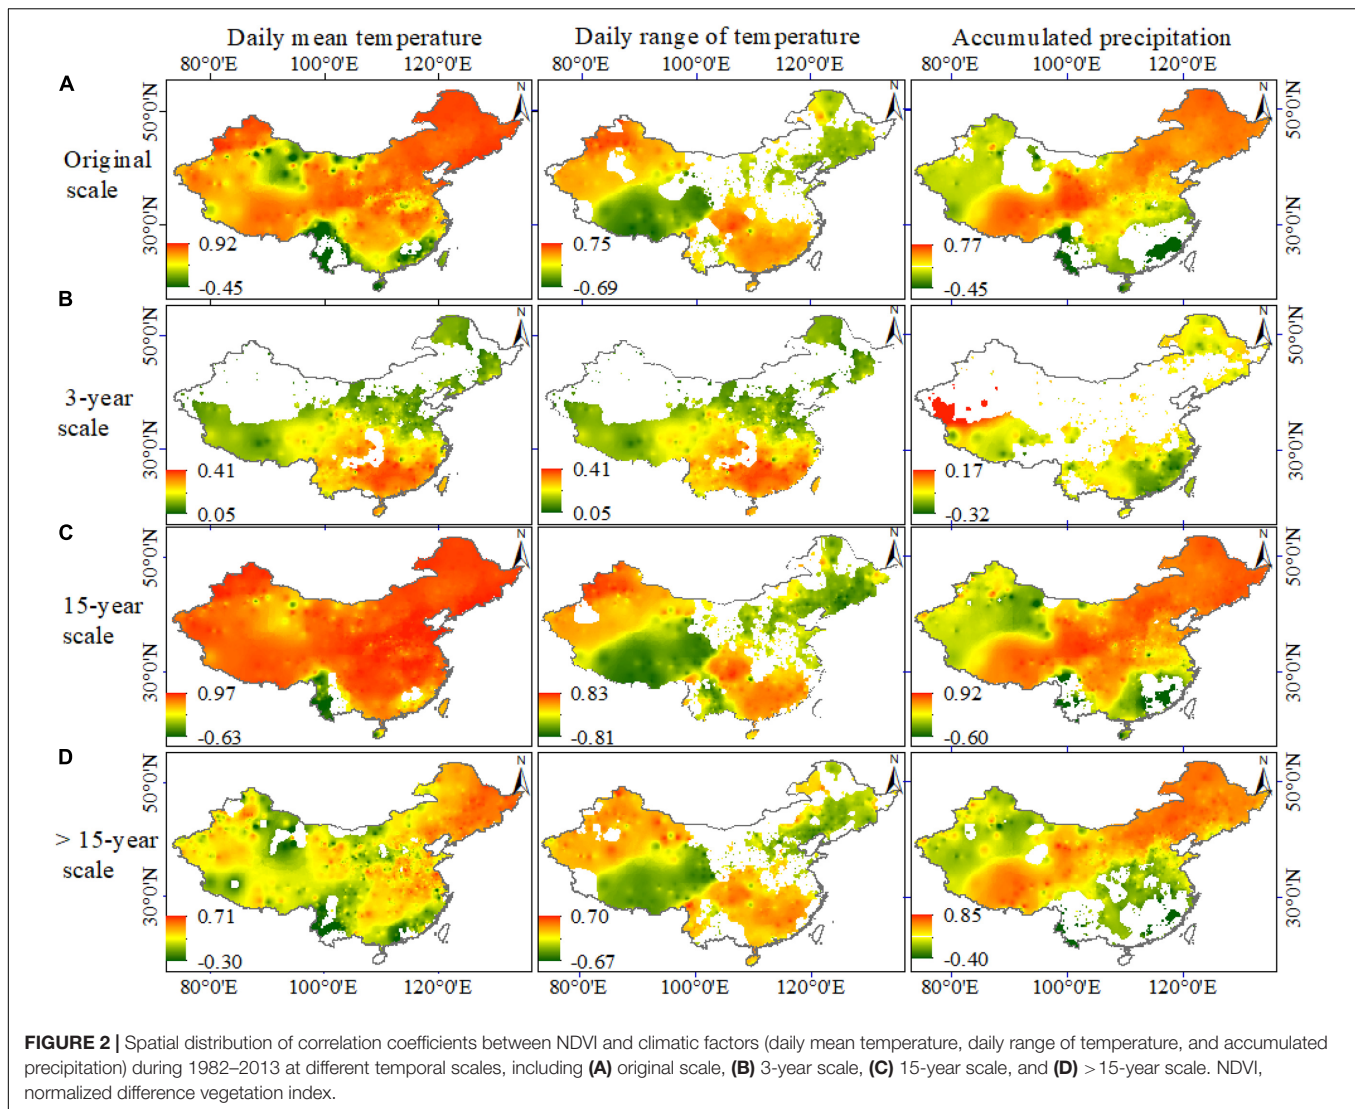 Daily mean temperature
Daily range of temperature
Accumulated precipitation
80°0'E 100°0'E 120°0'E
80°0'E 100°0'E 120°0'E
80°0'E 100°0'E 120°0'E
A
Original scale
50°0'N
30°0'N
N
0.92
-0.45
N
0.75
-0.69
N
0.77
-0.45
50°0'N
30°0'N
B
3-year scale
50°0'N
30°0'N
N
0.41
0.05
N
0.41
0.05
N
0.17
-0.32
50°0'N
30°0'N
C
15-year scale
50°0'N
30°0'N
N
0.97
-0.63
N
0.83
-0.81
N
0.92
-0.60
50°0'N
30°0'N
D
> 15-year scale
50°0'N
30°0'N
N
0.71
-0.30
N
0.70
-0.67
N
0.85
-0.40
50°0'N
30°0'N
80°0'E 100°0'E 120°0'E
80°0'E 100°0'E 120°0'E
80°0'E 100°0'E 120°0'E
FIGURE 2 | Spatial distribution of correlation coefficients between NDVI and climatic factors (daily mean temperature, daily range of temperature, and accumulated
precipitation) during 1982–2013 at different temporal scales, including (A) original scale, (B) 3-year scale, (C) 15-year scale, and (D) >15-year scale. NDVI,
normalized difference vegetation index.